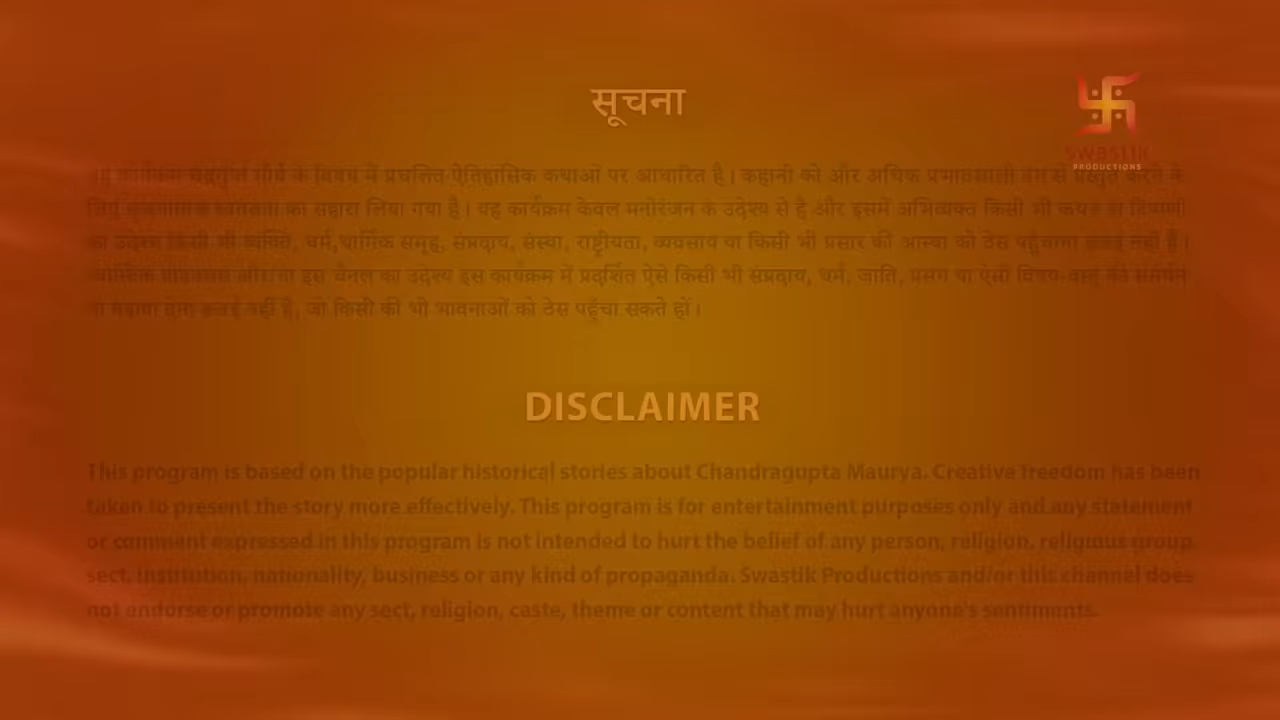 सूचना
SWASTIK
PRODUCTIONS
यह कार्यक्रम चंद्रगुप्त मौर्य के विषय में प्रचलित ऐतिहासिक कथाओं पर आधारित है। कहानी को और अधिक प्रभावशाली ढंग से प्रस्तुत करने के
लिए सृजनात्मक स्वतंत्रता का सहारा लिया गया है। यह कार्यक्रम केवल मनोरंजन के उद्देश्य से है और इसमें अभिव्यक्त किसी भी कथन या टिप्पणी
का उद्देश्य किसी भी व्यक्ति, धर्म,धार्मिक समूह, संप्रदाय, संस्था, राष्ट्रीयता, व्यवसाय या किसी भी प्रसार की आस्था को ठेस पहुँचाना कतई नहीं है।
स्वास्तिक प्रोडक्शंस और/या इस चैनल का उद्देश्य इस कार्यक्रम में प्रदर्शित ऐसे किसी भी संप्रदाय, धर्म, जाति, प्रसंग या ऐसी विषय-वस्तु को समर्थन
या बढ़ावा देना कतई नहीं है, जो किसी की भी भावनाओं को ठेस पहुँचा सकते हों।
DISCLAIMER
This program is based on the popular historical stories about Chandragupta Maurya. Creative freedom has been
taken to present the story more effectively. This program is for entertainment purposes only and any statement
or comment expressed in this program is not intended to hurt the belief of any person, religion, religious group,
sect, institution, nationality, business or any kind of propaganda. Swastik Productions and/or this channel does
not endorse or promote any sect, religion, caste, theme or content that may hurt anyone's sentiments.